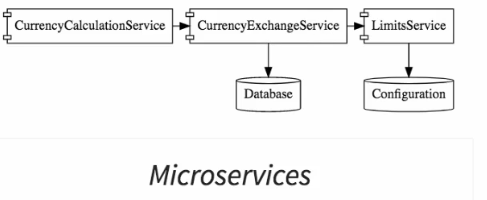 CurrencyCalculationService CurrencyExchangeService LimitsService
Database Configuration
Microservices